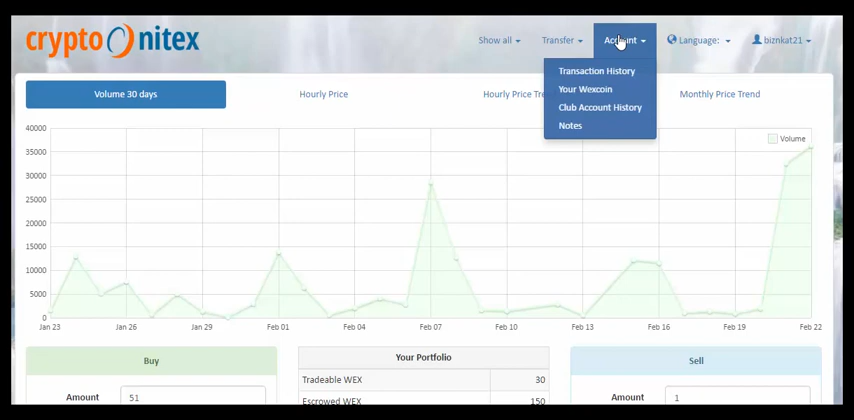 crypto nitex
Show all Transfer Account Language: biznkat21
Transaction History
Your Wexcoin
Club Account History
Notes
Volume 30 days Hourly Price Hourly Price Monthly Price Trend
Volume
40000
35000
30000
25000
20000
15000
10000
5000
0
Jan 23 Jan 26 Jan 29 Feb 01 Feb 04 Feb 07 Feb 10 Feb 13 Feb 16 Feb 19 Feb 22
Buy Your Portfolio Sell
Tradeable WEX 30
Amount 51 Amount 1
Escrowed WEX 150